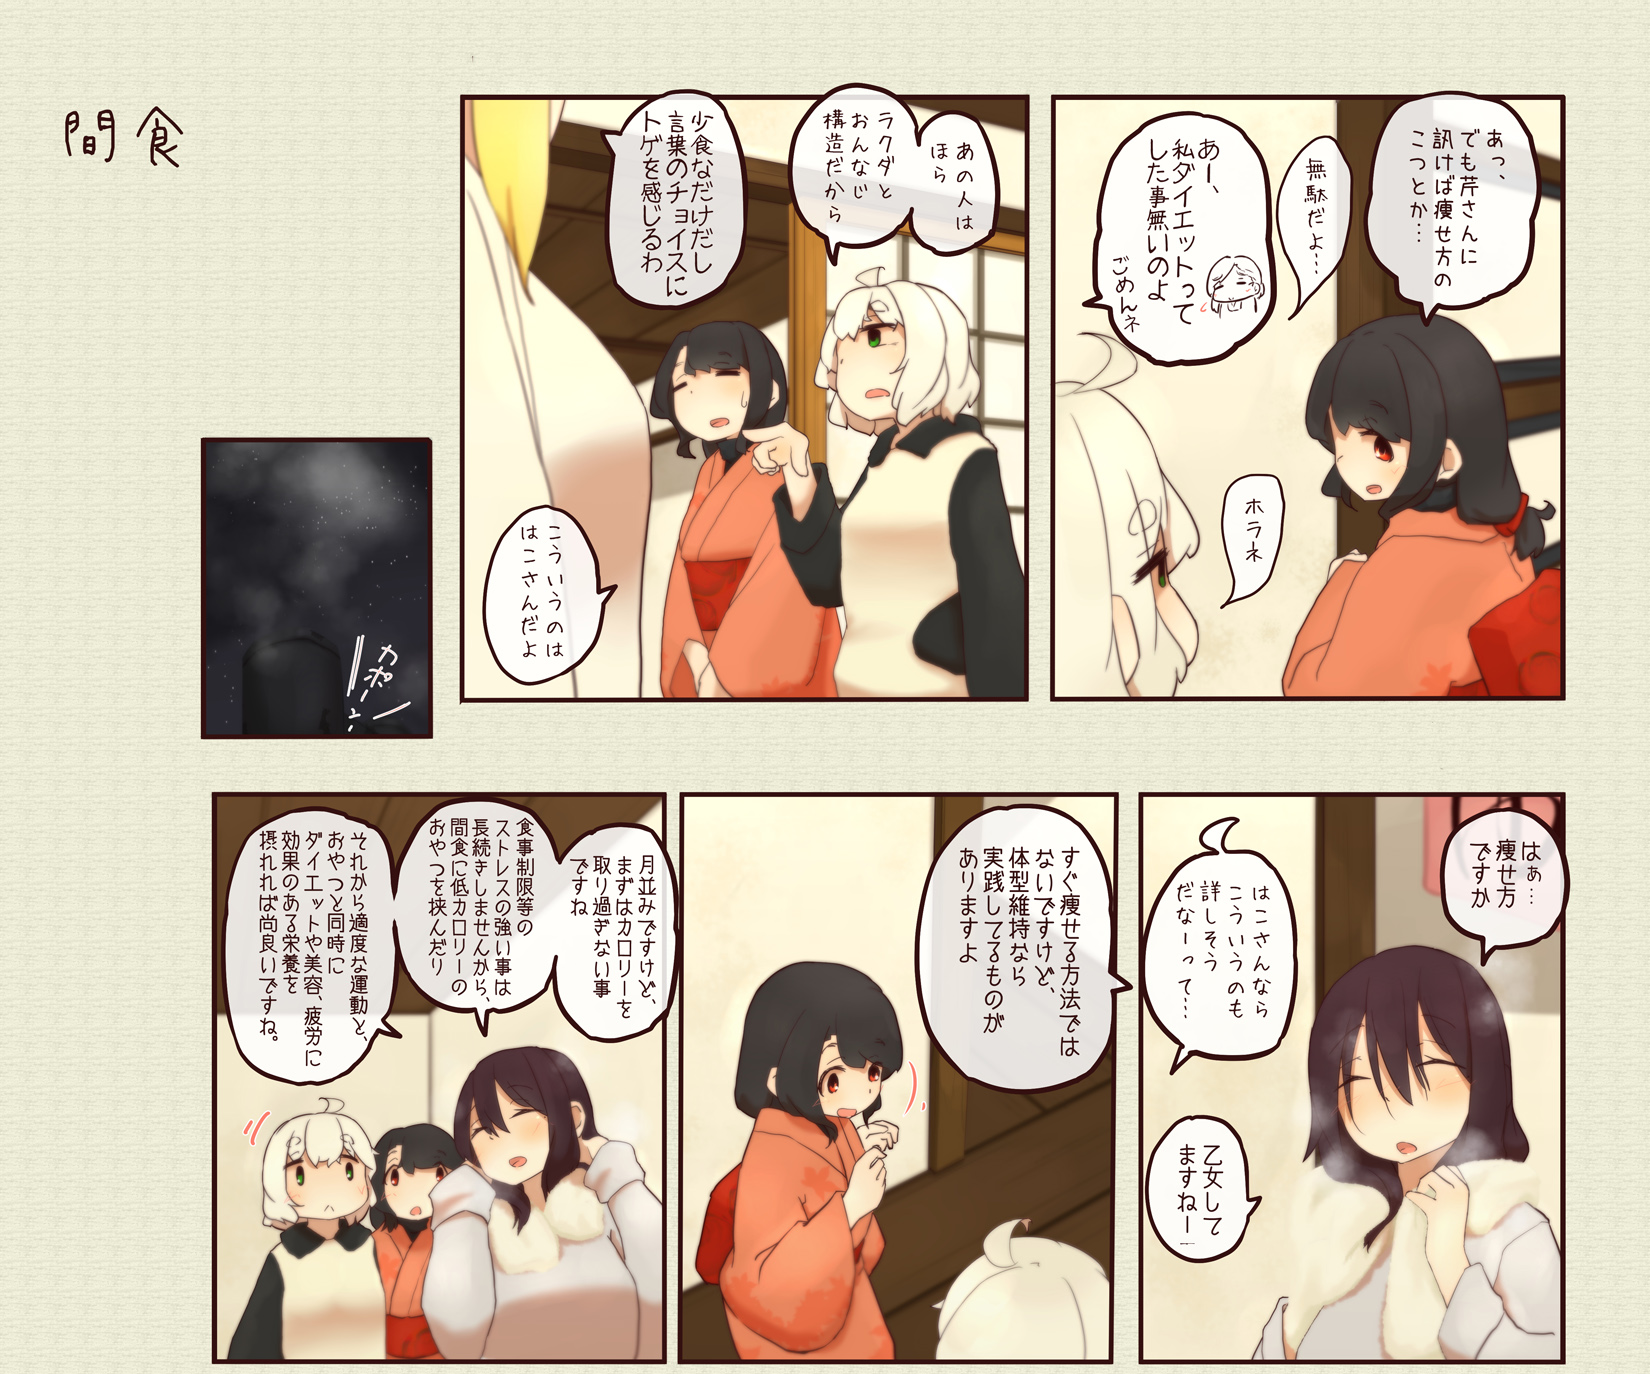 間食
あっ、
でも芹さんに
訊けば痩せ方の
こつとか…
無駄だよ…
あー、
私ダイエットって
した事無いのよ
ごめんネ
ホラネ
あの人は
ほら
ラクダと
おんなじ
構造だから
少食なだけだし
言葉のチョイスに
トゲを感じるわ
こういうのは
はこさんだよ
カポーン
はぁ…
痩せ方
ですか
はこさんなら
こういうのも
詳しそう
だなーって…
乙女して
ますねー
すぐ痩せる方法では
ないですけど、
体型維持なら
実践してるものが
ありますよ
月並みですけど、
まずはカロリーを
取り過ぎない事
ですね
食事制限等の
ストレスの強い事は
長続きしませんから、
間食に低カロリーの
おやつを挟んだり
それから適度な運動と、
おやつと同時に
ダイエットや美容、疲労に
効果のある栄養を
摂れれば尚良いですね。